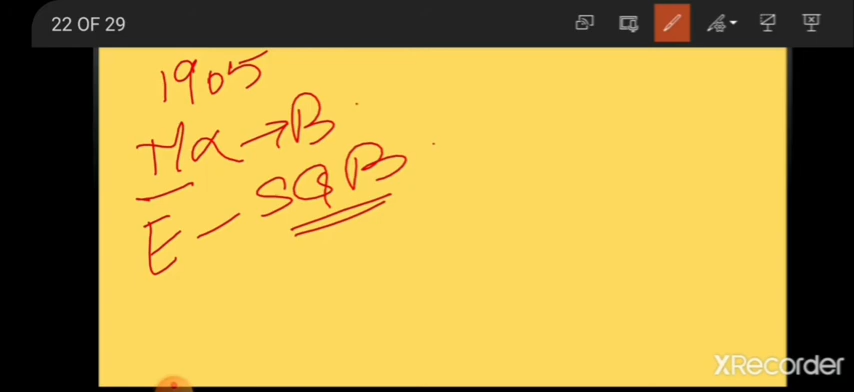 22 OF 29
1905
Hα → B
E - SQB
XRecorder